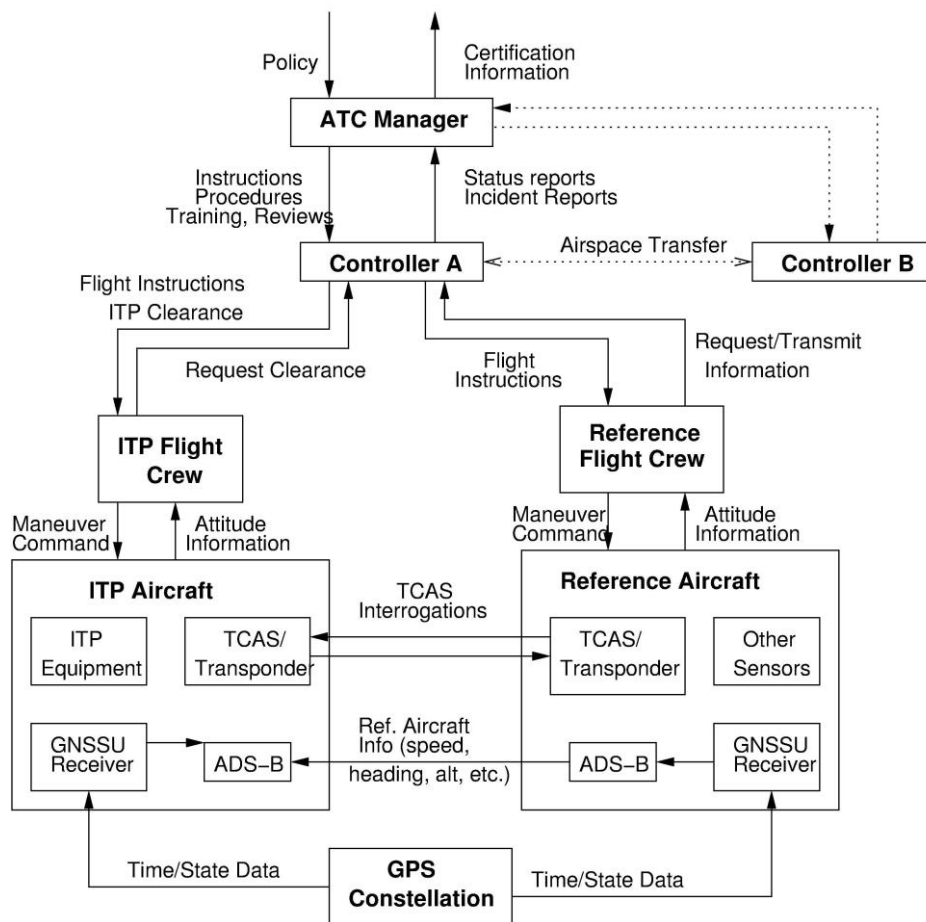 Policy
Certification
Information
ATC Manager
Instructions
Procedures
Training, Reviews
Status reports
Incident Reports
Airspace Transfer
Controller A
Controller B
Flight Instructions
ITP Clearance
Request Clearance
Flight
Instructions
Request/Transmit
Information
ITP Flight
Crew
Reference
Flight Crew
Maneuver
Command
Attitude
Information
Maneuver
Command
Attitude
Information
ITP Aircraft
Reference Aircraft
TCAS
Interrogations
ITP
Equipment
TCAS/
Transponder
TCAS/
Transponder
Other
Sensors
Ref. Aircraft
Info (speed,
heading, alt, etc.)
GNSSU
Receiver
ADS-B
ADS-B
GNSSU
Receiver
Time/State Data
GPS
Constellation
Time/State Data